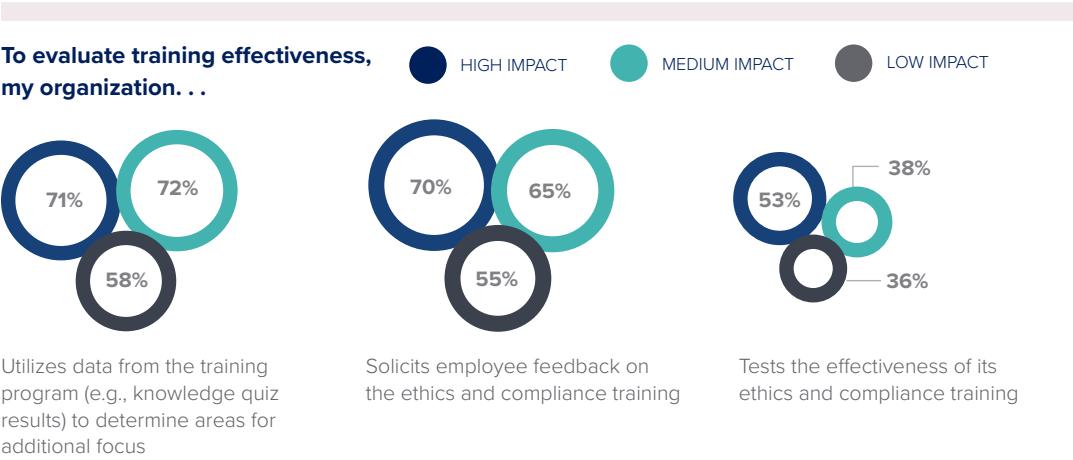 To evaluate training effectiveness,
my organization. . .
HIGH IMPACT
MEDIUM IMPACT
LOW IMPACT
71%
72%
58%
70%
65%
55%
53%
38%
36%
Utilizes data from the training
program (e.g., knowledge quiz
results) to determine areas for
additional focus
Solicits employee feedback on
the ethics and compliance training
Tests the effectiveness of its
ethics and compliance training